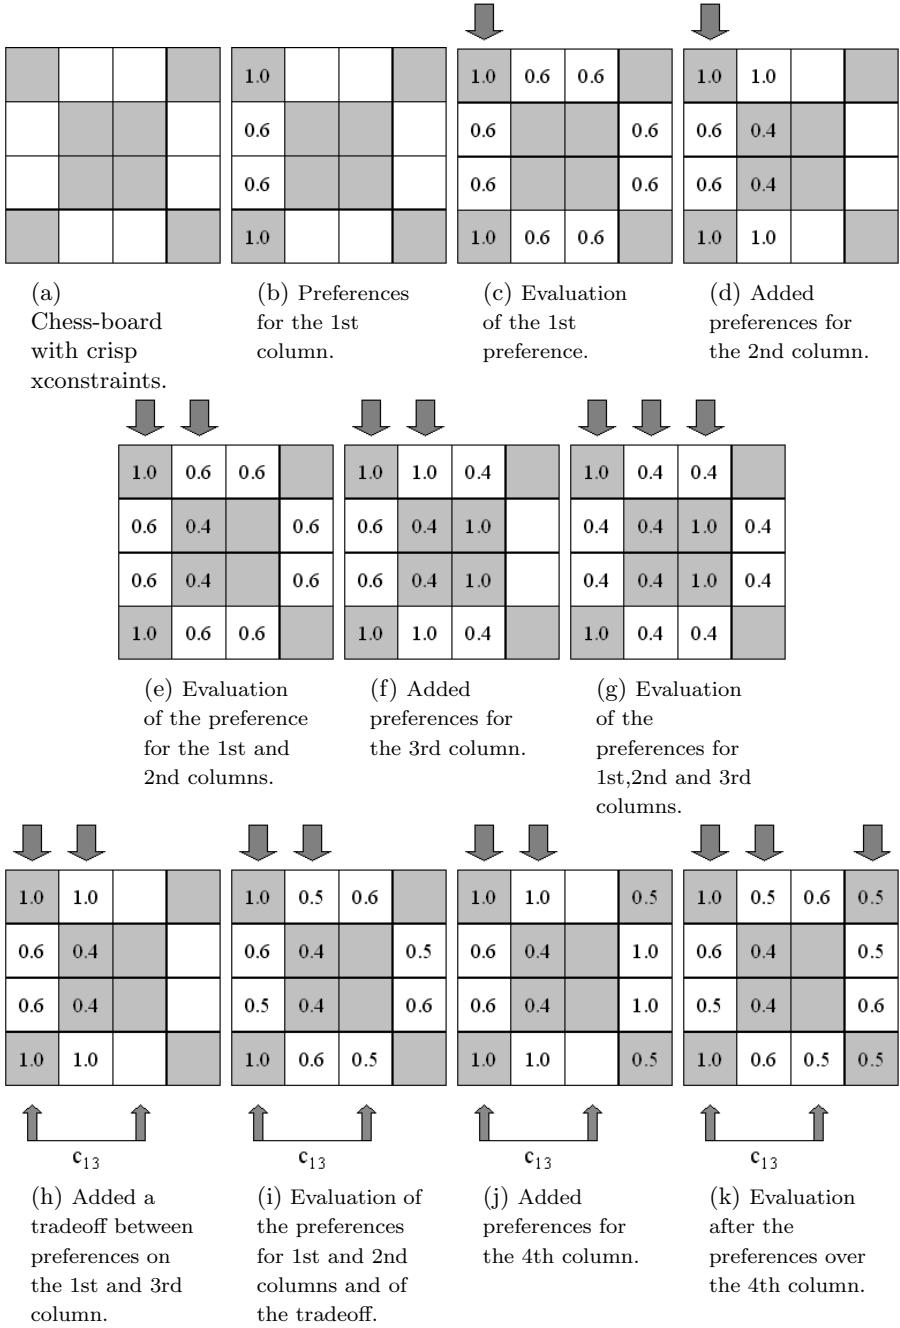 1.0 1.0 0.6 0.6 1.0 1.0
0.6 0.6 0.6 0.6 0.4
0.6 0.6 0.6 0.6 0.4
1.0 1.0 0.6 0.6 1.0 1.0
(a)
Chess-board
with crisp
xconstraints.
(b) Preferences
for the 1st
column.
(c) Evaluation
of the 1st
preference.
(d) Added
preferences for
the 2nd column.
1.0 0.6 0.6 1.0 1.0 0.4 1.0 0.4 0.4
0.6 0.4 0.6 0.6 0.4 1.0 0.4 0.4 1.0 0.4
0.6 0.4 0.6 0.6 0.4 1.0 0.4 0.4 1.0 0.4
1.0 0.6 0.6 1.0 1.0 0.4 1.0 0.4 0.4
(e) Evaluation
of the preference
for the 1st and
2nd columns.
(f) Added
preferences for
the 3rd column.
(g) Evaluation
of the
preferences for
1st,2nd and 3rd
columns.
1.0 1.0 1.0 0.5 0.6 1.0 1.0 0.5 1.0 0.5 0.6 0.5
0.6 0.4 0.6 0.4 0.5 0.6 0.4 1.0 0.6 0.4 0.5
0.6 0.4 0.5 0.4 0.6 0.6 0.4 1.0 0.5 0.4 0.6
1.0 1.0 1.0 0.6 0.5 1.0 1.0 0.5 1.0 0.6 0.5 0.5
c13 c13 c13 c13
(h) Added a
tradeoff between
preferences on
the 1st and 3rd
column.
(i) Evaluation of
the preferences
for 1st and 2nd
columns and of
the tradeoff.
(j) Added
preferences for
the 4th column.
(k) Evaluation
after the
preferences over
the 4th column.